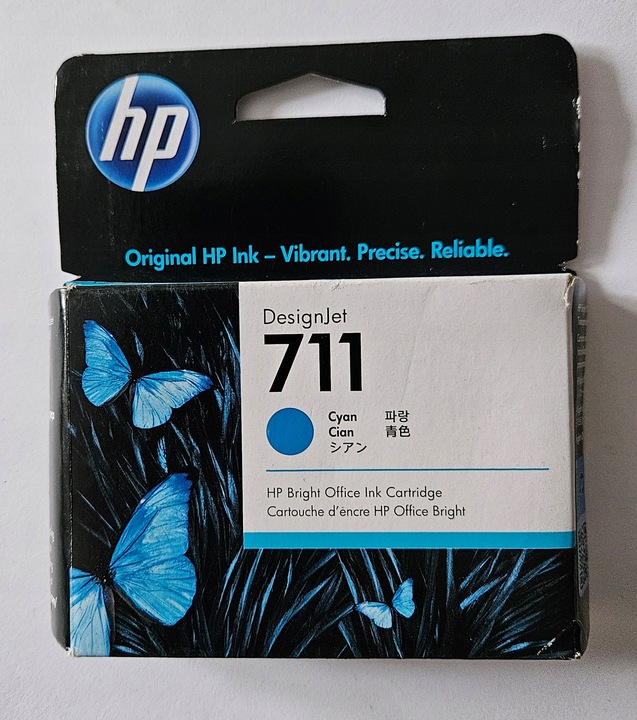 hp
Original HP Ink – Vibrant. Precise. Reliable.
DesignJet
711
Cyan 파랑
Cian 青色
シアン
HP Bright Office Ink Cartridge
Cartouche d'encre HP Office Bright